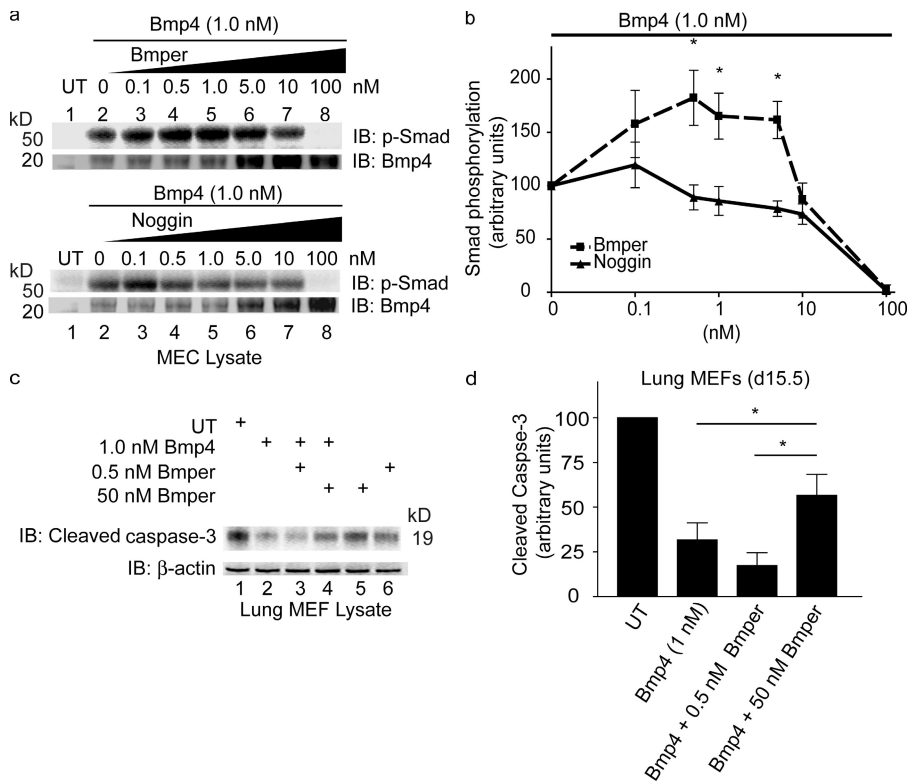 a
Bmp4 (1.0 nM)
Bmper
UT 0 0.1 0.5 1.0 5.0 10 100 nM
kD 1 2 3 4 5 6 7 8
50 IB: p-Smad
20 IB: Bmp4
Bmp4 (1.0 nM)
Noggin
kD UT 0 0.1 0.5 1.0 5.0 10 100 nM
50 IB: p-Smad
20 IB: Bmp4
1 2 3 4 5 6 7 8
MEC Lysate
b
Bmp4 (1.0 nM)
* * *
Smad phosphorylation
(arbitrary units)
200
150
100
50
0
Bmper
Noggin
0 0.1 1 10 100
(nM)
c
UT +
1.0 nM Bmp4 + + +
0.5 nM Bmper + +
50 nM Bmper + +
kD
IB: Cleaved caspase-3 19
IB: β-actin
1 2 3 4 5 6
Lung MEF Lysate
d
Lung MEFs (d15.5)
Cleaved Caspse-3
(arbitrary units)
100
75
50
25
0
*
*
UT
Bmp4 (1 nM)
Bmp4 + 0.5 nM Bmper
Bmp4 + 50 nM Bmper